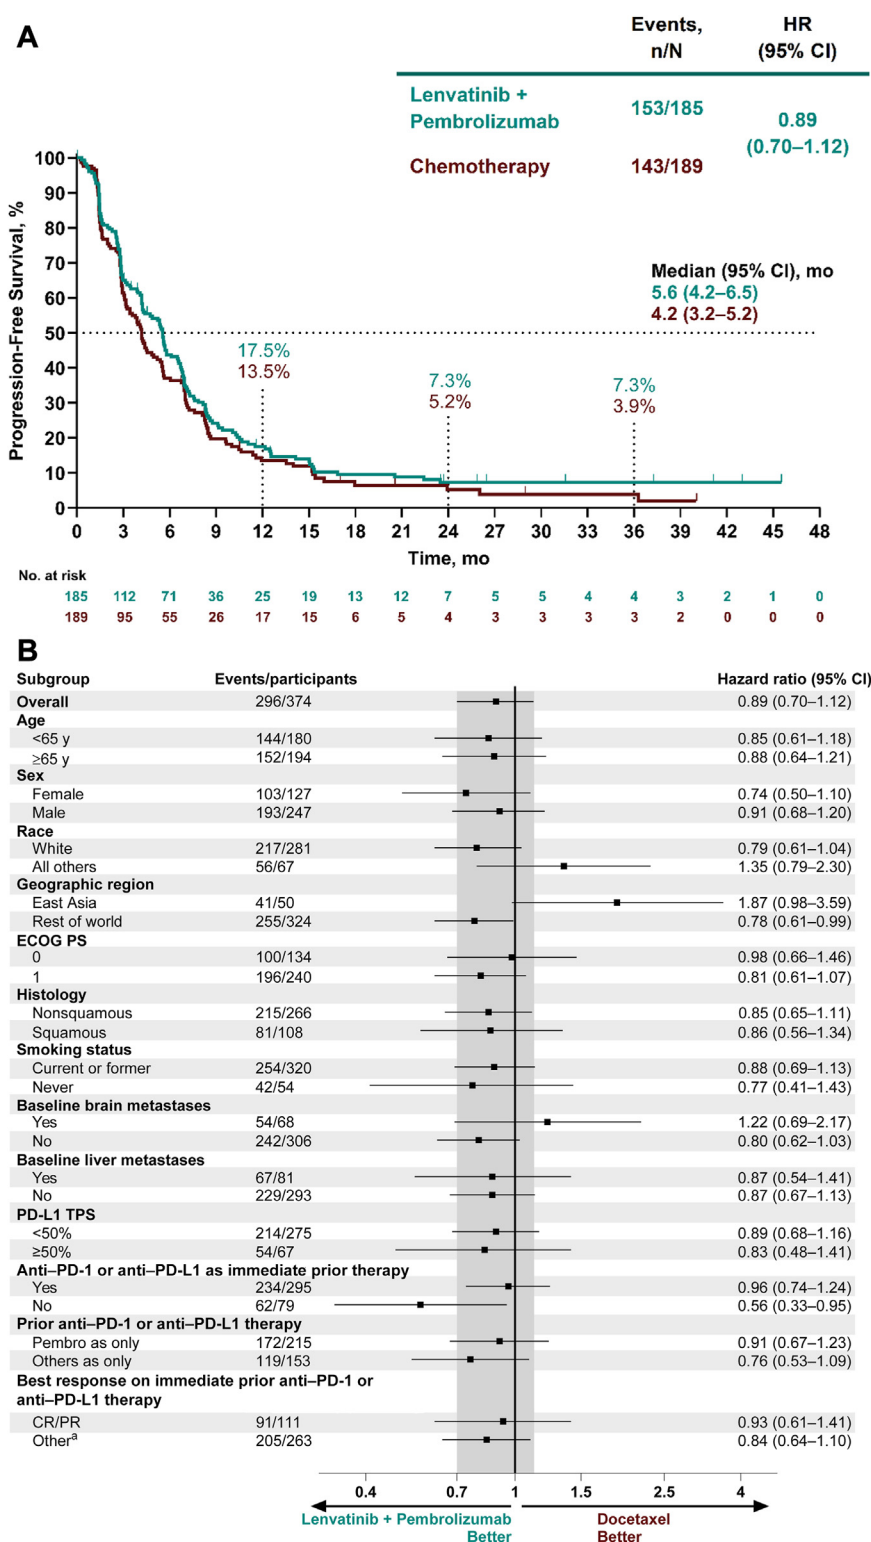 A
Events, n/N
HR (95% CI)
Lenvatinib + Pembrolizumab 153/185
0.89 (0.70–1.12)
Chemotherapy 143/189
Progression-Free Survival, %
100
90
80
70
60
50
40
30
20
10
0
Median (95% CI), mo
5.6 (4.2–6.5)
4.2 (3.2–5.2)
17.5%
13.5%
7.3%
5.2%
7.3%
3.9%
0 3 6 9 12 15 18 21 24 27 30 33 36 39 42 45 48
Time, mo
No. at risk
185 112 71 36 25 19 13 12 7 5 5 4 4 3 2 1 0
189 95 55 26 17 15 6 5 4 3 3 3 3 2 0 0 0
B
Subgroup Events/participants Hazard ratio (95% CI)
Overall 296/374 0.89 (0.70–1.12)
Age
<65 y 144/180 0.85 (0.61–1.18)
≥65 y 152/194 0.88 (0.64–1.21)
Sex
Female 103/127 0.74 (0.50–1.10)
Male 193/247 0.91 (0.68–1.20)
Race
White 217/281 0.79 (0.61–1.04)
All others 56/67 1.35 (0.79–2.30)
Geographic region
East Asia 41/50 1.87 (0.98–3.59)
Rest of world 255/324 0.78 (0.61–0.99)
ECOG PS
0 100/134 0.98 (0.66–1.46)
1 196/240 0.81 (0.61–1.07)
Histology
Nonsquamous 215/266 0.85 (0.65–1.11)
Squamous 81/108 0.86 (0.56–1.34)
Smoking status
Current or former 254/320 0.88 (0.69–1.13)
Never 42/54 0.77 (0.41–1.43)
Baseline brain metastases
Yes 54/68 1.22 (0.69–2.17)
No 242/306 0.80 (0.62–1.03)
Baseline liver metastases
Yes 67/81 0.87 (0.54–1.41)
No 229/293 0.87 (0.67–1.13)
PD-L1 TPS
<50% 214/275 0.89 (0.68–1.16)
≥50% 54/67 0.83 (0.48–1.41)
Anti–PD-1 or anti–PD-L1 as immediate prior therapy
Yes 234/295 0.96 (0.74–1.24)
No 62/79 0.56 (0.33–0.95)
Prior anti–PD-1 or anti–PD-L1 therapy
Pembro as only 172/215 0.91 (0.67–1.23)
Others as only 119/153 0.76 (0.53–1.09)
Best response on immediate prior anti–PD-1 or
anti–PD-L1 therapy
CR/PR 91/111 0.93 (0.61–1.41)
Otherᵃ 205/263 0.84 (0.64–1.10)
0.4 0.7 1 1.5 2.5 4
Lenvatinib + Pembrolizumab Docetaxel
Better Better